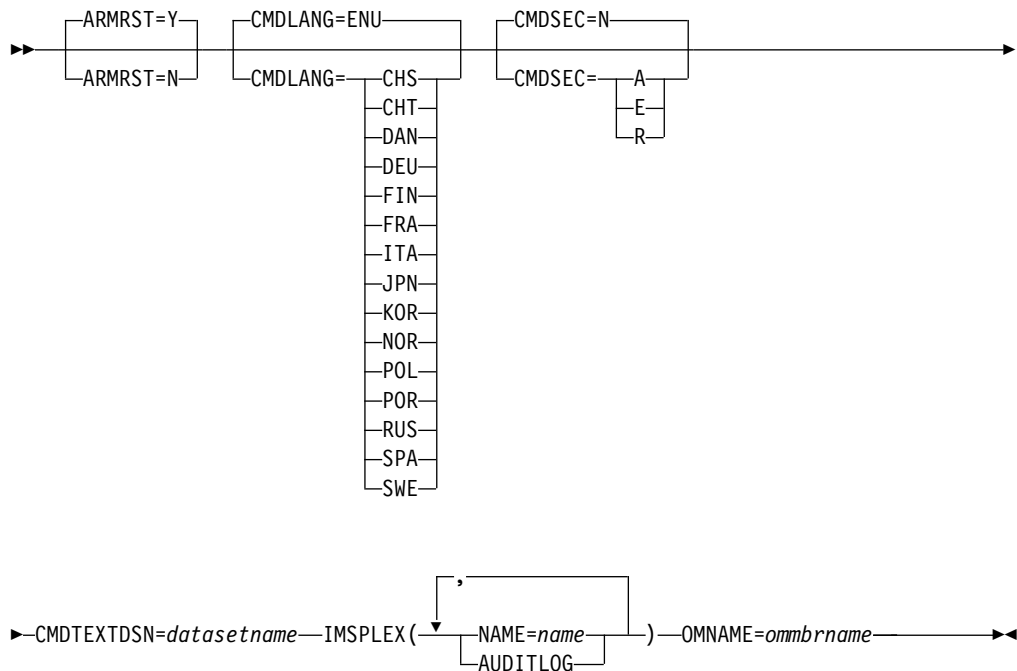 ARMRST=Y CMDLANG=ENU CMDSEC=N
ARMRST=N CMDLANG= CHS CMDSEC= A
CHT E
DAN R
DEU
FIN
FRA
ITA
JPN
KOR
NOR
POL
POR
RUS
SPA
SWE
,
CMDTEXTDSN=datasetname IMSPLEX( NAME=name ) OMNAME=ommbrname
AUDITLOG